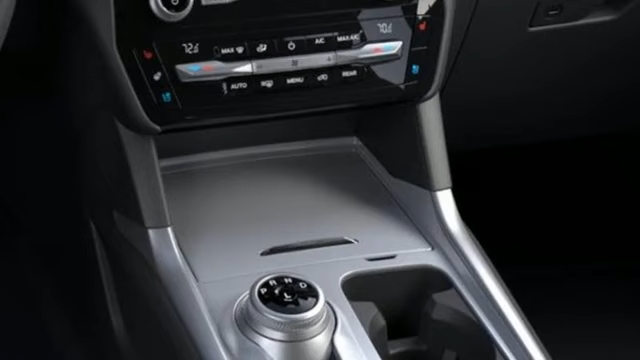 72 70
MAX A/C MAX A/C
AUTO MENU REAR
P R N D
L